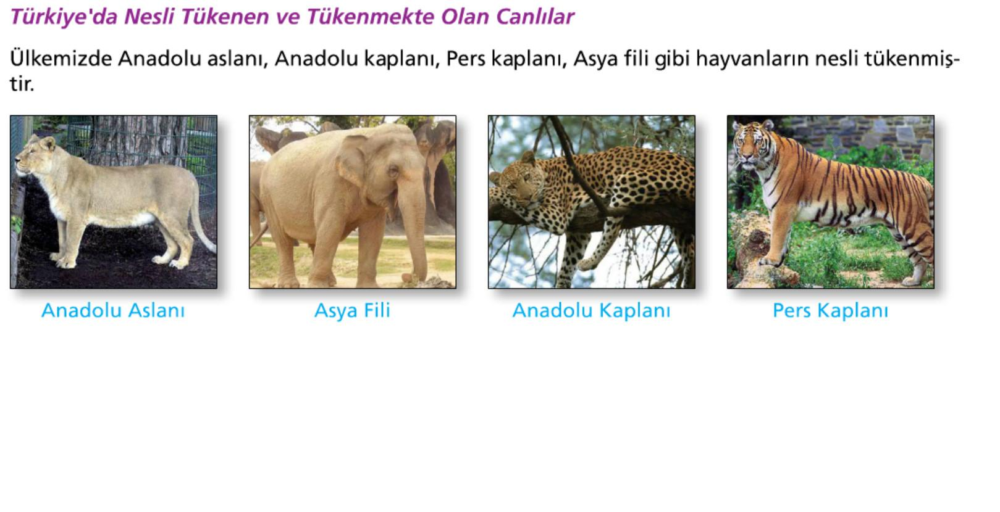 Türkiye'da Nesli Tükenen ve Tükenmekte Olan Canlılar
Ülkemizde Anadolu aslanı, Anadolu kaplanı, Pers kaplanı, Asya fili gibi hayvanların nesli tükenmiş-
tir.
Anadolu Aslanı
Asya Fili
Anadolu Kaplanı
Pers Kaplanı